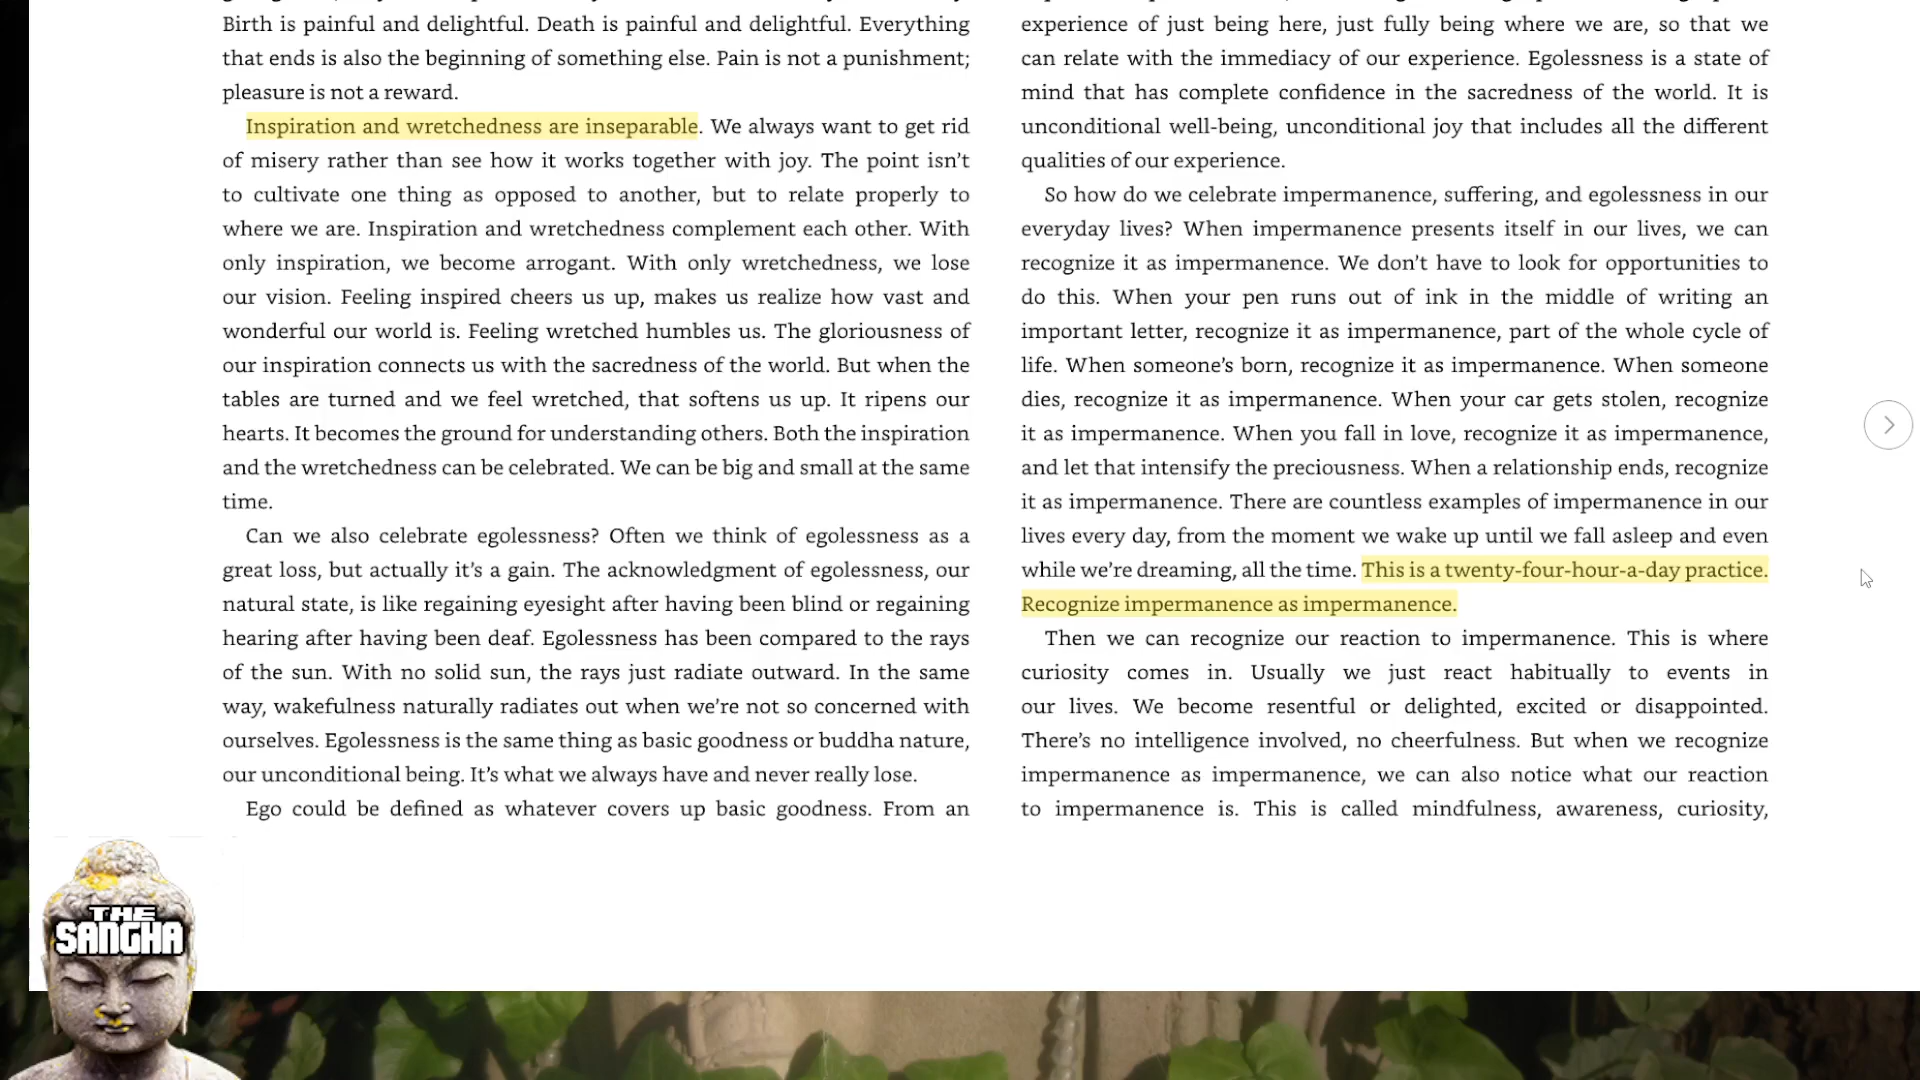 Birth is painful and delightful. Death is painful and delightful. Everything
that ends is also the beginning of something else. Pain is not a punishment;
pleasure is not a reward.
Inspiration and wretchedness are inseparable. We always want to get rid
of misery rather than see how it works together with joy. The point isn't
to cultivate one thing as opposed to another, but to relate properly to
where we are. Inspiration and wretchedness complement each other. With
only inspiration, we become arrogant. With only wretchedness, we lose
our vision. Feeling inspired cheers us up, makes us realize how vast and
wonderful our world is. Feeling wretched humbles us. The gloriousness of
our inspiration connects us with the sacredness of the world. But when the
tables are turned and we feel wretched, that softens us up. It ripens our
hearts. It becomes the ground for understanding others. Both the inspiration
and the wretchedness can be celebrated. We can be big and small at the same
time.
Can we also celebrate egolessness? Often we think of egolessness as a
great loss, but actually it's a gain. The acknowledgment of egolessness, our
natural state, is like regaining eyesight after having been blind or regaining
hearing after having been deaf. Egolessness has been compared to the rays
of the sun. With no solid sun, the rays just radiate outward. In the same
way, wakefulness naturally radiates out when we're not so concerned with
ourselves. Egolessness is the same thing as basic goodness or buddha nature,
our unconditional being. It's what we always have and never really lose.
Ego could be defined as whatever covers up basic goodness. From an
experience of just being here, just fully being where we are, so that we
can relate with the immediacy of our experience. Egolessness is a state of
mind that has complete confidence in the sacredness of the world. It is
unconditional well-being, unconditional joy that includes all the different
qualities of our experience.
So how do we celebrate impermanence, suffering, and egolessness in our
everyday lives? When impermanence presents itself in our lives, we can
recognize it as impermanence. We don't have to look for opportunities to
do this. When your pen runs out of ink in the middle of writing an
important letter, recognize it as impermanence, part of the whole cycle of
life. When someone's born, recognize it as impermanence. When someone
dies, recognize it as impermanence. When your car gets stolen, recognize
it as impermanence. When you fall in love, recognize it as impermanence,
and let that intensify the preciousness. When a relationship ends, recognize
it as impermanence. There are countless examples of impermanence in our
lives every day, from the moment we wake up until we fall asleep and even
while we're dreaming, all the time. This is a twenty-four-hour-a-day practice.
Recognize impermanence as impermanence.
Then we can recognize our reaction to impermanence. This is where
curiosity comes in. Usually we just react habitually to events in
our lives. We become resentful or delighted, excited or disappointed.
There's no intelligence involved, no cheerfulness. But when we recognize
impermanence as impermanence, we can also notice what our reaction
to impermanence is. This is called mindfulness, awareness, curiosity,
THE
SANGHA